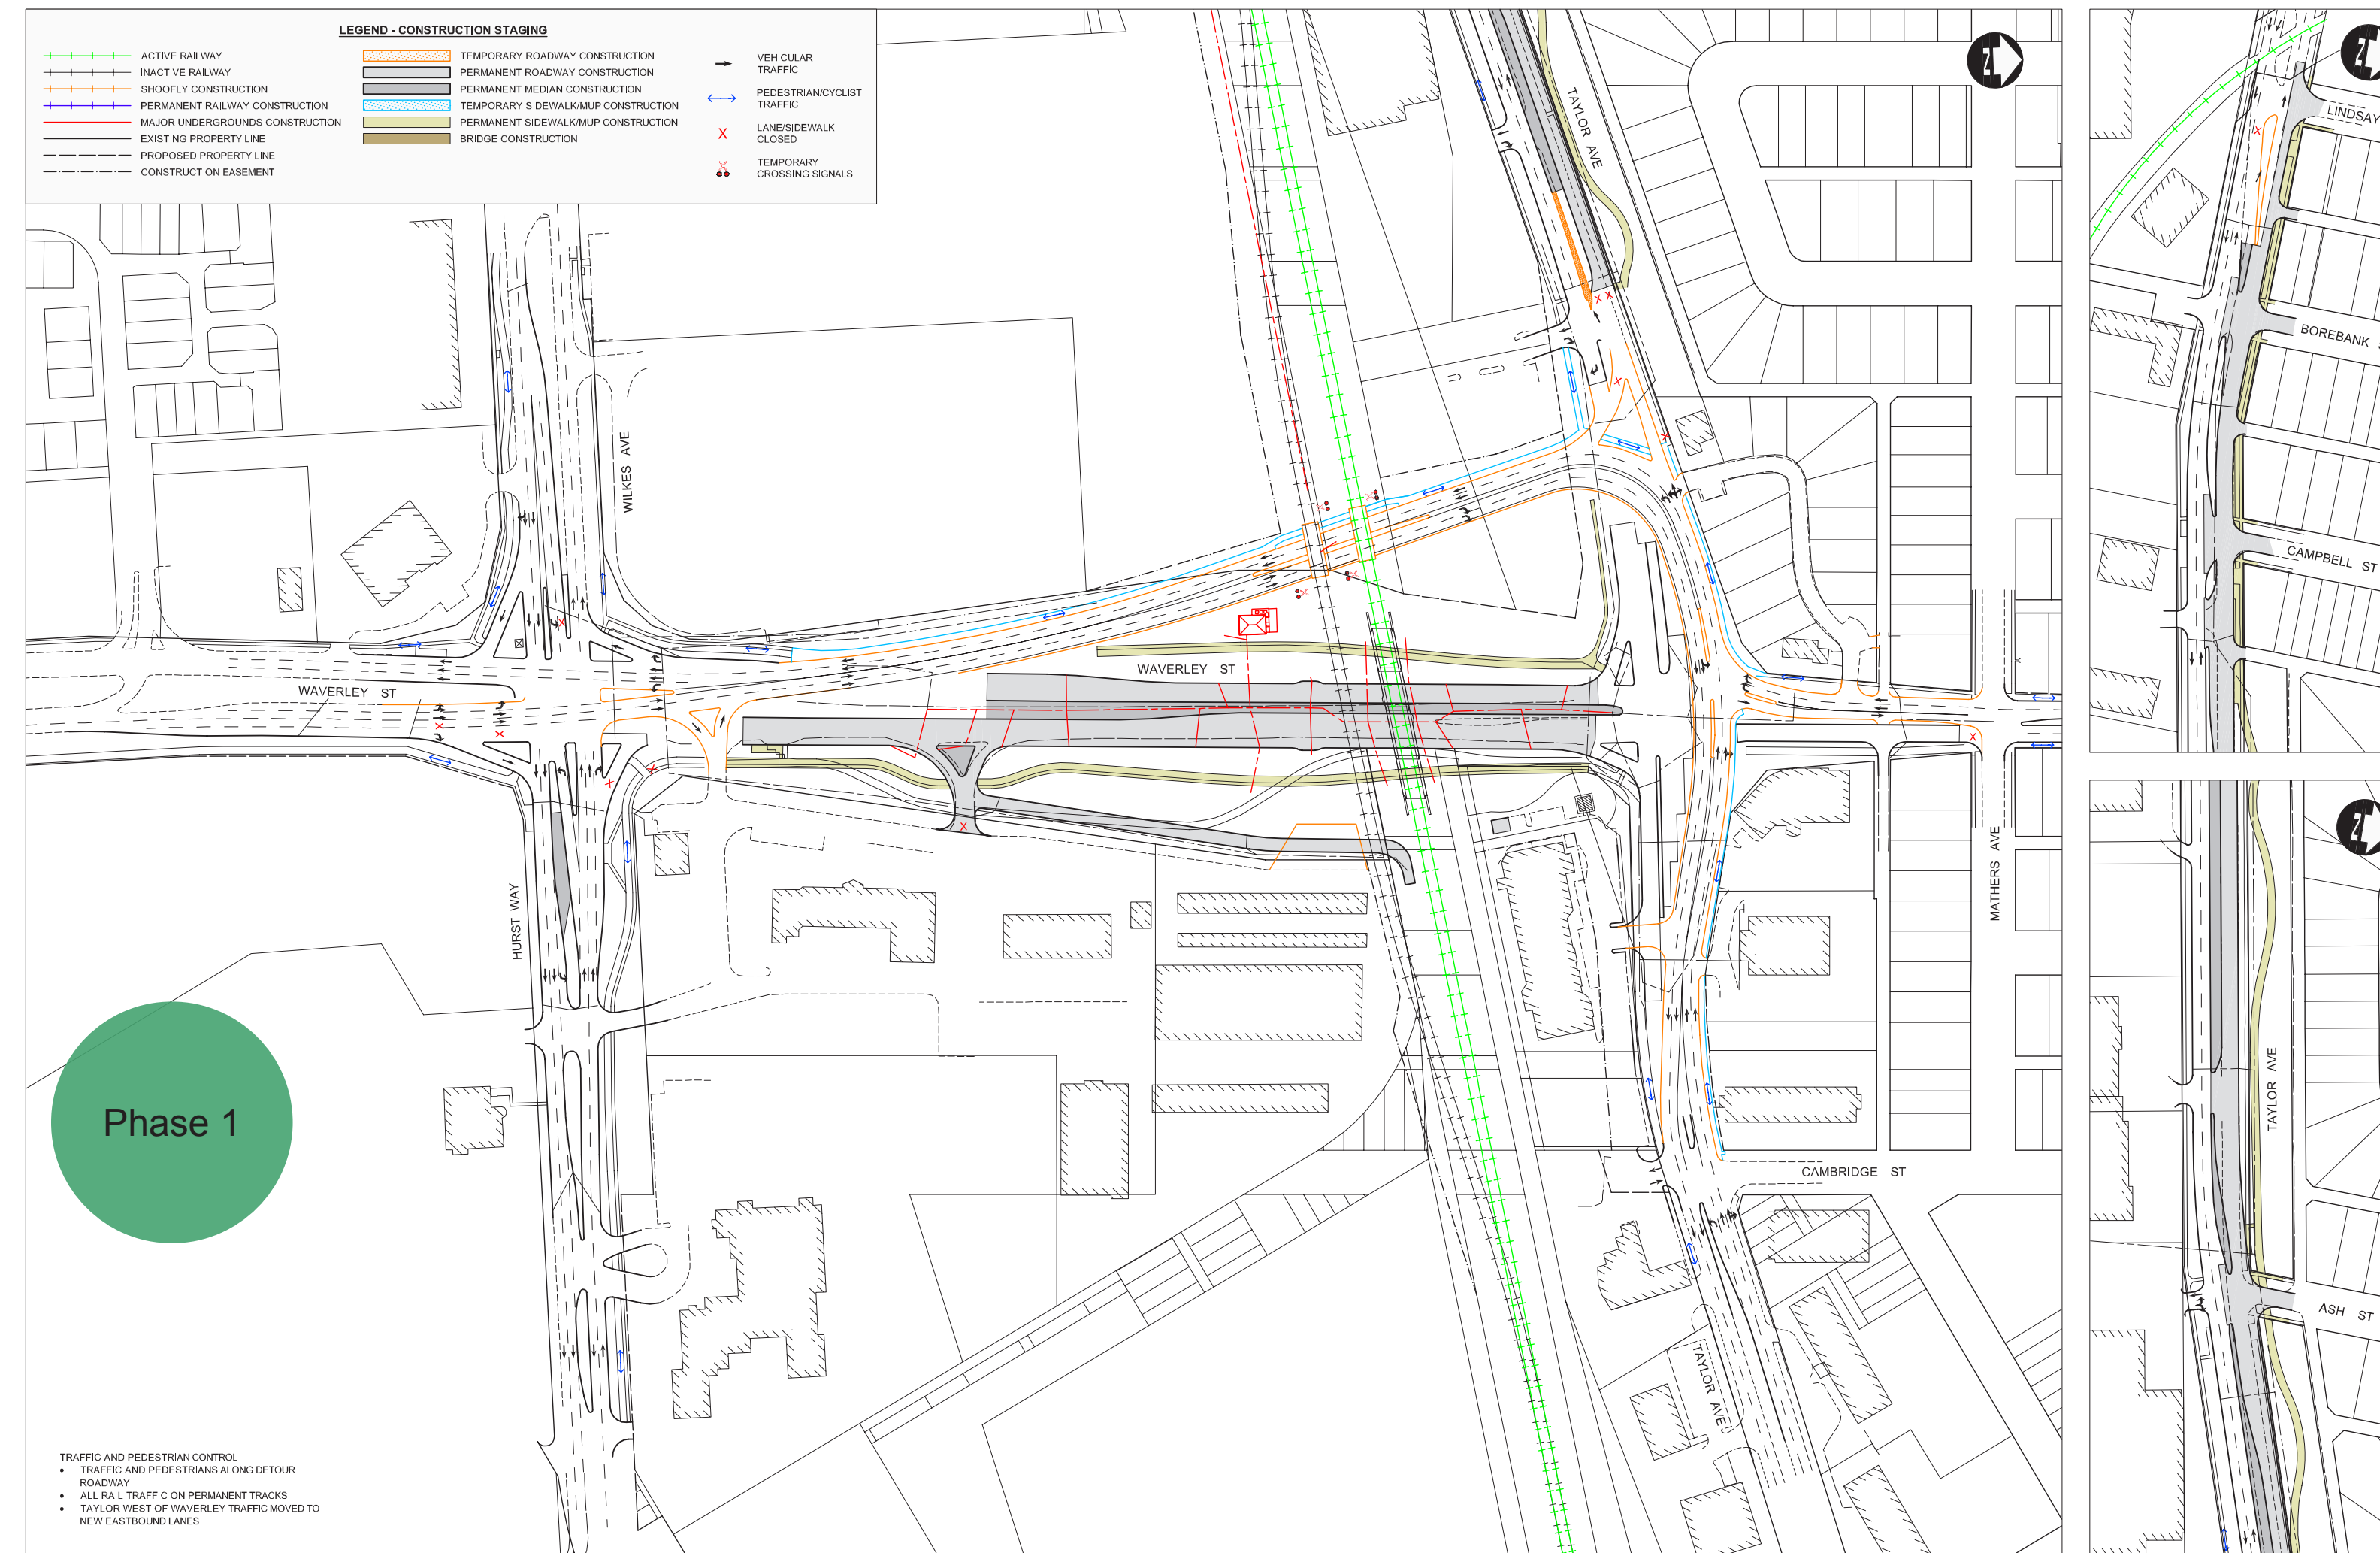 LEGEND - CONSTRUCTION STAGING
ACTIVE RAILWAY
INACTIVE RAILWAY
SHOOFLY CONSTRUCTION
PERMANENT RAILWAY CONSTRUCTION
MAJOR UNDERGROUNDS CONSTRUCTION
EXISTING PROPERTY LINE
PROPOSED PROPERTY LINE
CONSTRUCTION EASEMENT
TEMPORARY ROADWAY CONSTRUCTION
PERMANENT ROADWAY CONSTRUCTION
PERMANENT MEDIAN CONSTRUCTION
TEMPORARY SIDEWALK/MUP CONSTRUCTION
PERMANENT SIDEWALK/MUP CONSTRUCTION
BRIDGE CONSTRUCTION
VEHICULAR
TRAFFIC
PEDESTRIAN/CYCLIST
TRAFFIC
X
LANE/SIDEWALK
CLOSED
TEMPORARY
CROSSING SIGNALS
TAYLOR AVE
Z
WILKES AVE
WAVERLEY ST
WAVERLEY ST
HURST WAY
MATHERS AVE
CAMBRIDGE ST
TAYLOR AVE
Phase 1
TRAFFIC AND PEDESTRIAN CONTROL
• TRAFFIC AND PEDESTRIANS ALONG DETOUR
ROADWAY
• ALL RAIL TRAFFIC ON PERMANENT TRACKS
• TAYLOR WEST OF WAVERLEY TRAFFIC MOVED TO
NEW EASTBOUND LANES
Z
LINDSAY
BOREBANK
CAMPBELL ST
Z
TAYLOR AVE
ASH ST